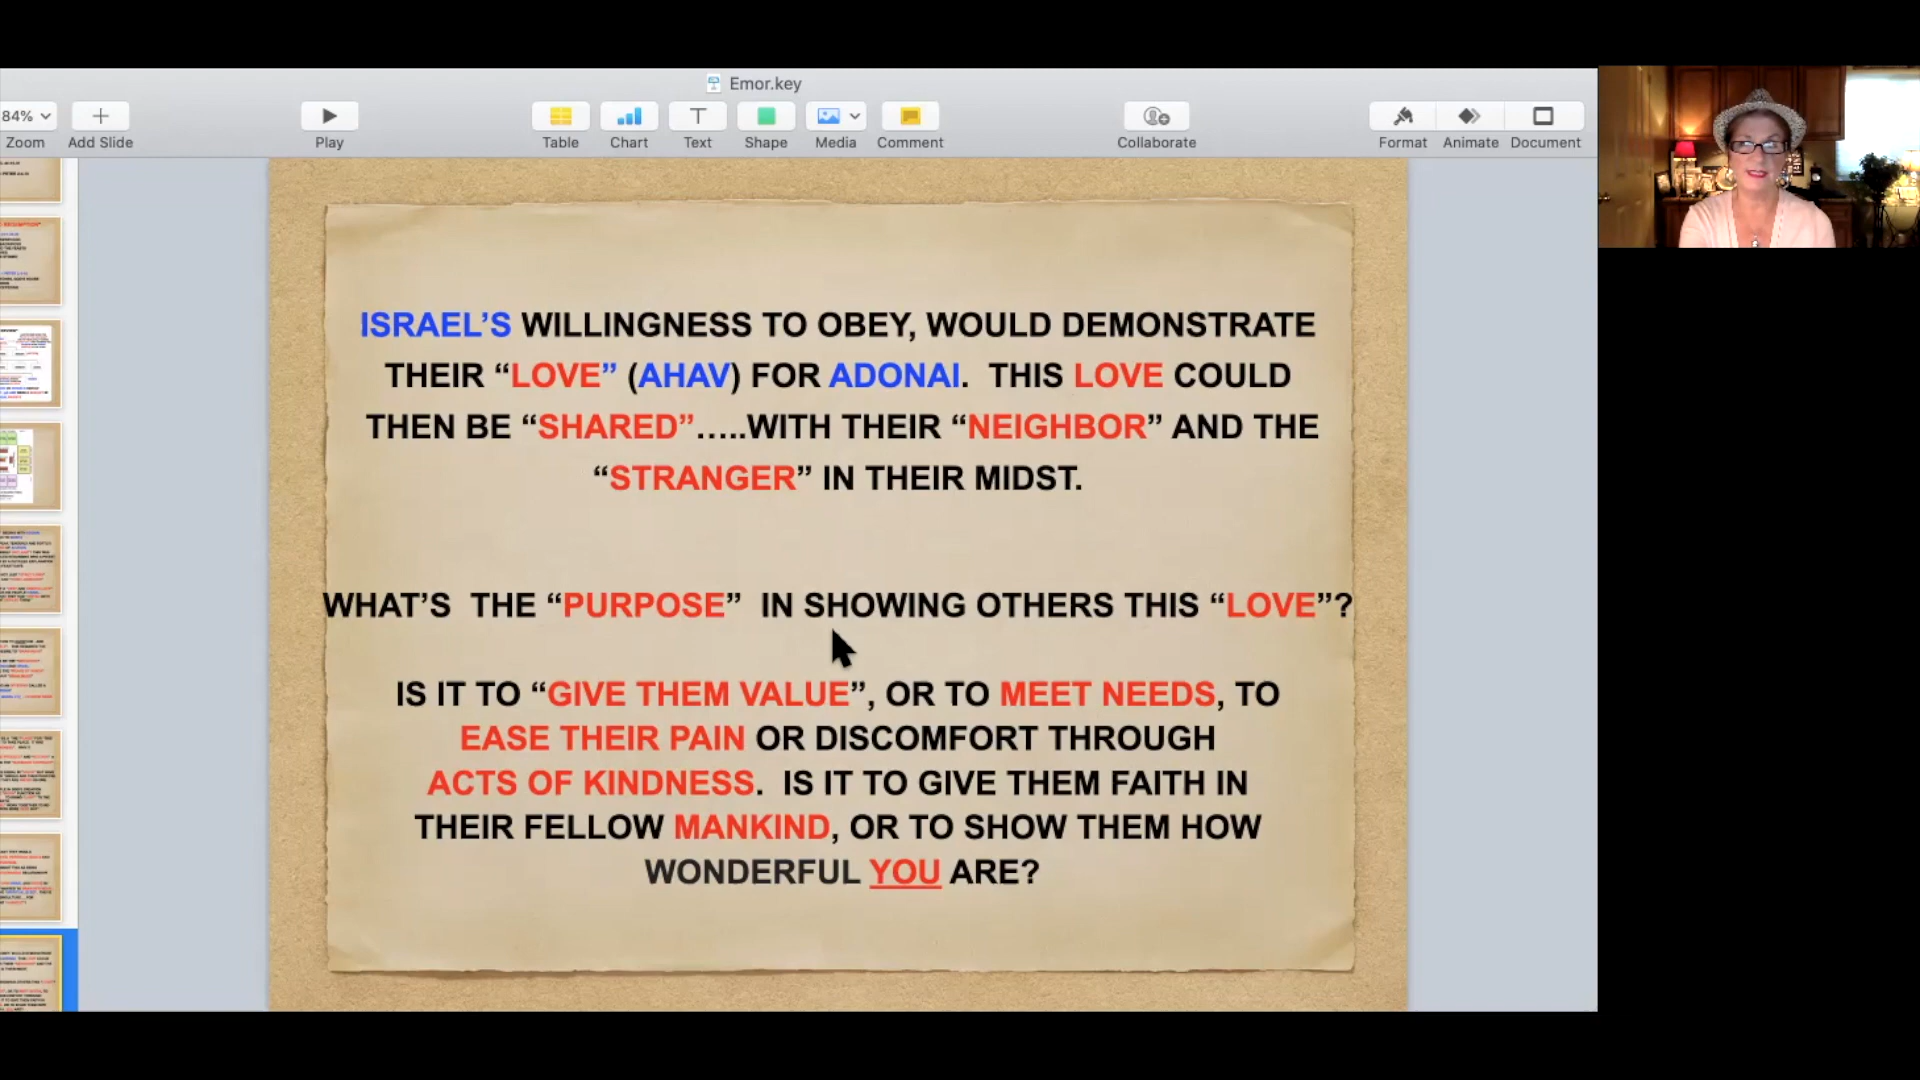 Emor.key
84%
Zoom
Add Slide
Play
Table
Chart
Text
Shape
Media
Comment
Collaborate
Format
Animate
Document
ISRAEL’S WILLINGNESS TO OBEY, WOULD DEMONSTRATE
THEIR “LOVE” (AHAV) FOR ADONAI. THIS LOVE COULD
THEN BE “SHARED”.....WITH THEIR “NEIGHBOR” AND THE
“STRANGER” IN THEIR MIDST.
WHAT’S THE “PURPOSE” IN SHOWING OTHERS THIS “LOVE”?
IS IT TO “GIVE THEM VALUE”, OR TO MEET NEEDS, TO
EASE THEIR PAIN OR DISCOMFORT THROUGH
ACTS OF KINDNESS. IS IT TO GIVE THEM FAITH IN
THEIR FELLOW MANKIND, OR TO SHOW THEM HOW
WONDERFUL YOU ARE?